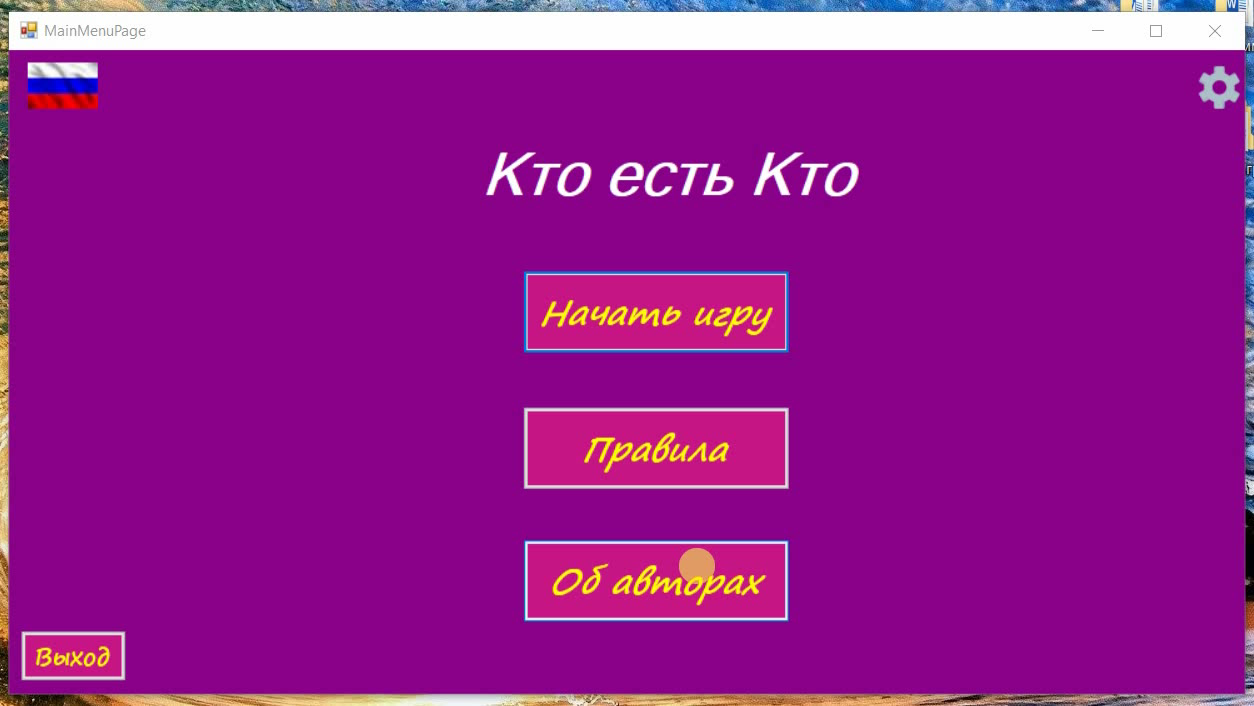 MainMenuPage
Кто есть Кто
Начать игру
Правила
Об авторах
Выход